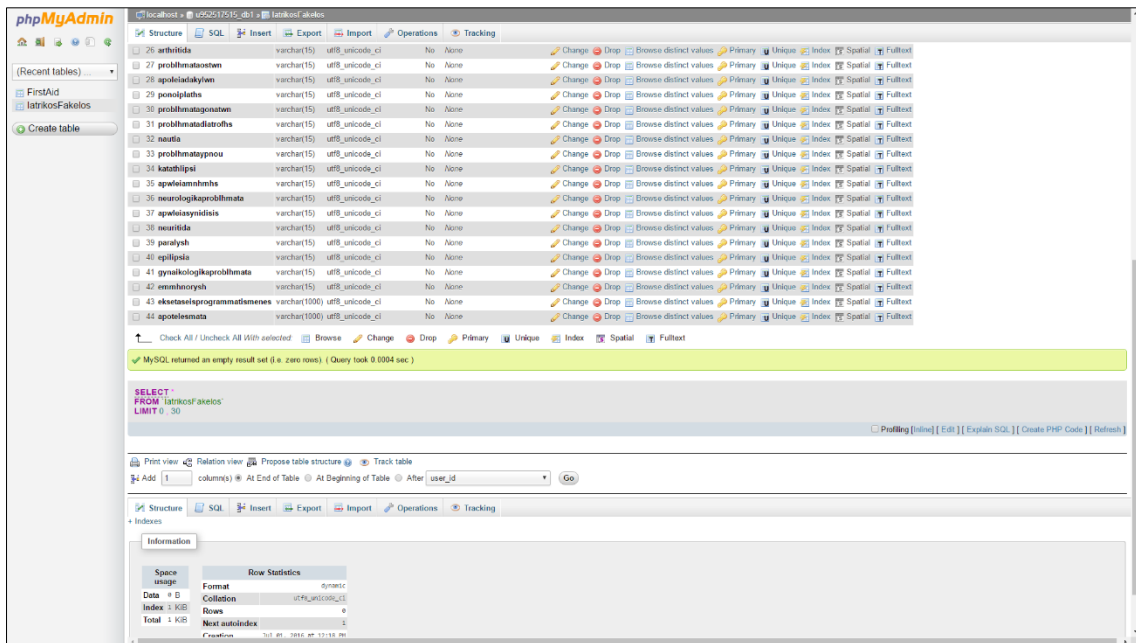 phpMyAdmin
localhost » u952517515_db1 » IatrikosFakelos
Structure SQL Insert Export Import Operations Tracking
(Recent tables) ...
FirstAid
IatrikosFakelos
Create table
26 arthritida varchar(15) utf8_unicode_ci No None Change Drop Browse distinct values Primary Unique Index Spatial Fulltext
27 problhmataostwn varchar(15) utf8_unicode_ci No None Change Drop Browse distinct values Primary Unique Index Spatial Fulltext
28 apoleiadakylwn varchar(15) utf8_unicode_ci No None Change Drop Browse distinct values Primary Unique Index Spatial Fulltext
29 ponoiplaths varchar(15) utf8_unicode_ci No None Change Drop Browse distinct values Primary Unique Index Spatial Fulltext
30 problhmatagonatwn varchar(15) utf8_unicode_ci No None Change Drop Browse distinct values Primary Unique Index Spatial Fulltext
31 problhmatadiatrofhs varchar(15) utf8_unicode_ci No None Change Drop Browse distinct values Primary Unique Index Spatial Fulltext
32 nautia varchar(15) utf8_unicode_ci No None Change Drop Browse distinct values Primary Unique Index Spatial Fulltext
33 problhmataypnou varchar(15) utf8_unicode_ci No None Change Drop Browse distinct values Primary Unique Index Spatial Fulltext
34 katathlipsi varchar(15) utf8_unicode_ci No None Change Drop Browse distinct values Primary Unique Index Spatial Fulltext
35 apwleiamnhmhs varchar(15) utf8_unicode_ci No None Change Drop Browse distinct values Primary Unique Index Spatial Fulltext
36 neurologikaproblhmata varchar(15) utf8_unicode_ci No None Change Drop Browse distinct values Primary Unique Index Spatial Fulltext
37 apwleiasynidisis varchar(15) utf8_unicode_ci No None Change Drop Browse distinct values Primary Unique Index Spatial Fulltext
38 neuritida varchar(15) utf8_unicode_ci No None Change Drop Browse distinct values Primary Unique Index Spatial Fulltext
39 paralysh varchar(15) utf8_unicode_ci No None Change Drop Browse distinct values Primary Unique Index Spatial Fulltext
40 epilipsia varchar(15) utf8_unicode_ci No None Change Drop Browse distinct values Primary Unique Index Spatial Fulltext
41 gynaikologikaproblhmata varchar(15) utf8_unicode_ci No None Change Drop Browse distinct values Primary Unique Index Spatial Fulltext
42 emmhnorysh varchar(15) utf8_unicode_ci No None Change Drop Browse distinct values Primary Unique Index Spatial Fulltext
43 eksetaseisprogrammatismenes varchar(1000) utf8_unicode_ci No None Change Drop Browse distinct values Primary Unique Index Spatial Fulltext
44 apotelesmata varchar(1000) utf8_unicode_ci No None Change Drop Browse distinct values Primary Unique Index Spatial Fulltext
Check All / Uncheck All With selected: Browse Change Drop Primary Unique Index Spatial Fulltext
MySQL returned an empty result set (i.e. zero rows). ( Query took 0.0004 sec )
SELECT *
FROM `IatrikosFakelos`
LIMIT 0 , 30
Profiling [Inline] [ Edit ] [ Explain SQL ] [ Create PHP Code ] [ Refresh ]
Print view Relation view Propose table structure Track table
Add 1 column(s) At End of Table At Beginning of Table After user_id Go
Structure SQL Insert Export Import Operations Tracking
+ Indexes
Information
Space usage
Data 0 B
Index 1 KiB
Total 1 KiB
Row Statistics
Format dynamic
Collation utf8_unicode_ci
Rows 0
Next autoindex 1
Creation Jul 01, 2016 at 12:18 PM